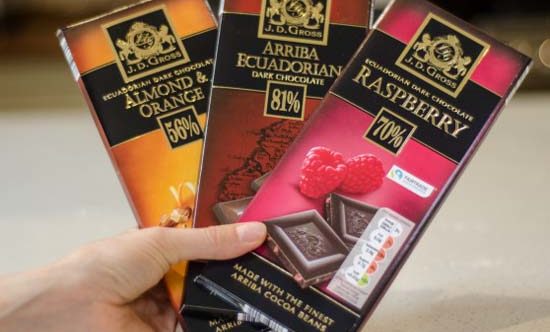 J. D. GROSS
ECUADORIAN DARK CHOCOLATE
ALMOND &
ORANGE
56%
J. D. GROSS
ARRIBA
ECUADORIAN
DARK CHOCOLATE
81%
J. D. GROSS
ECUADORIAN DARK CHOCOLATE
RASPBERRY
70%
FAIRTRADE
MADE WITH THE FINEST
ARRIBA COCOA BEANS